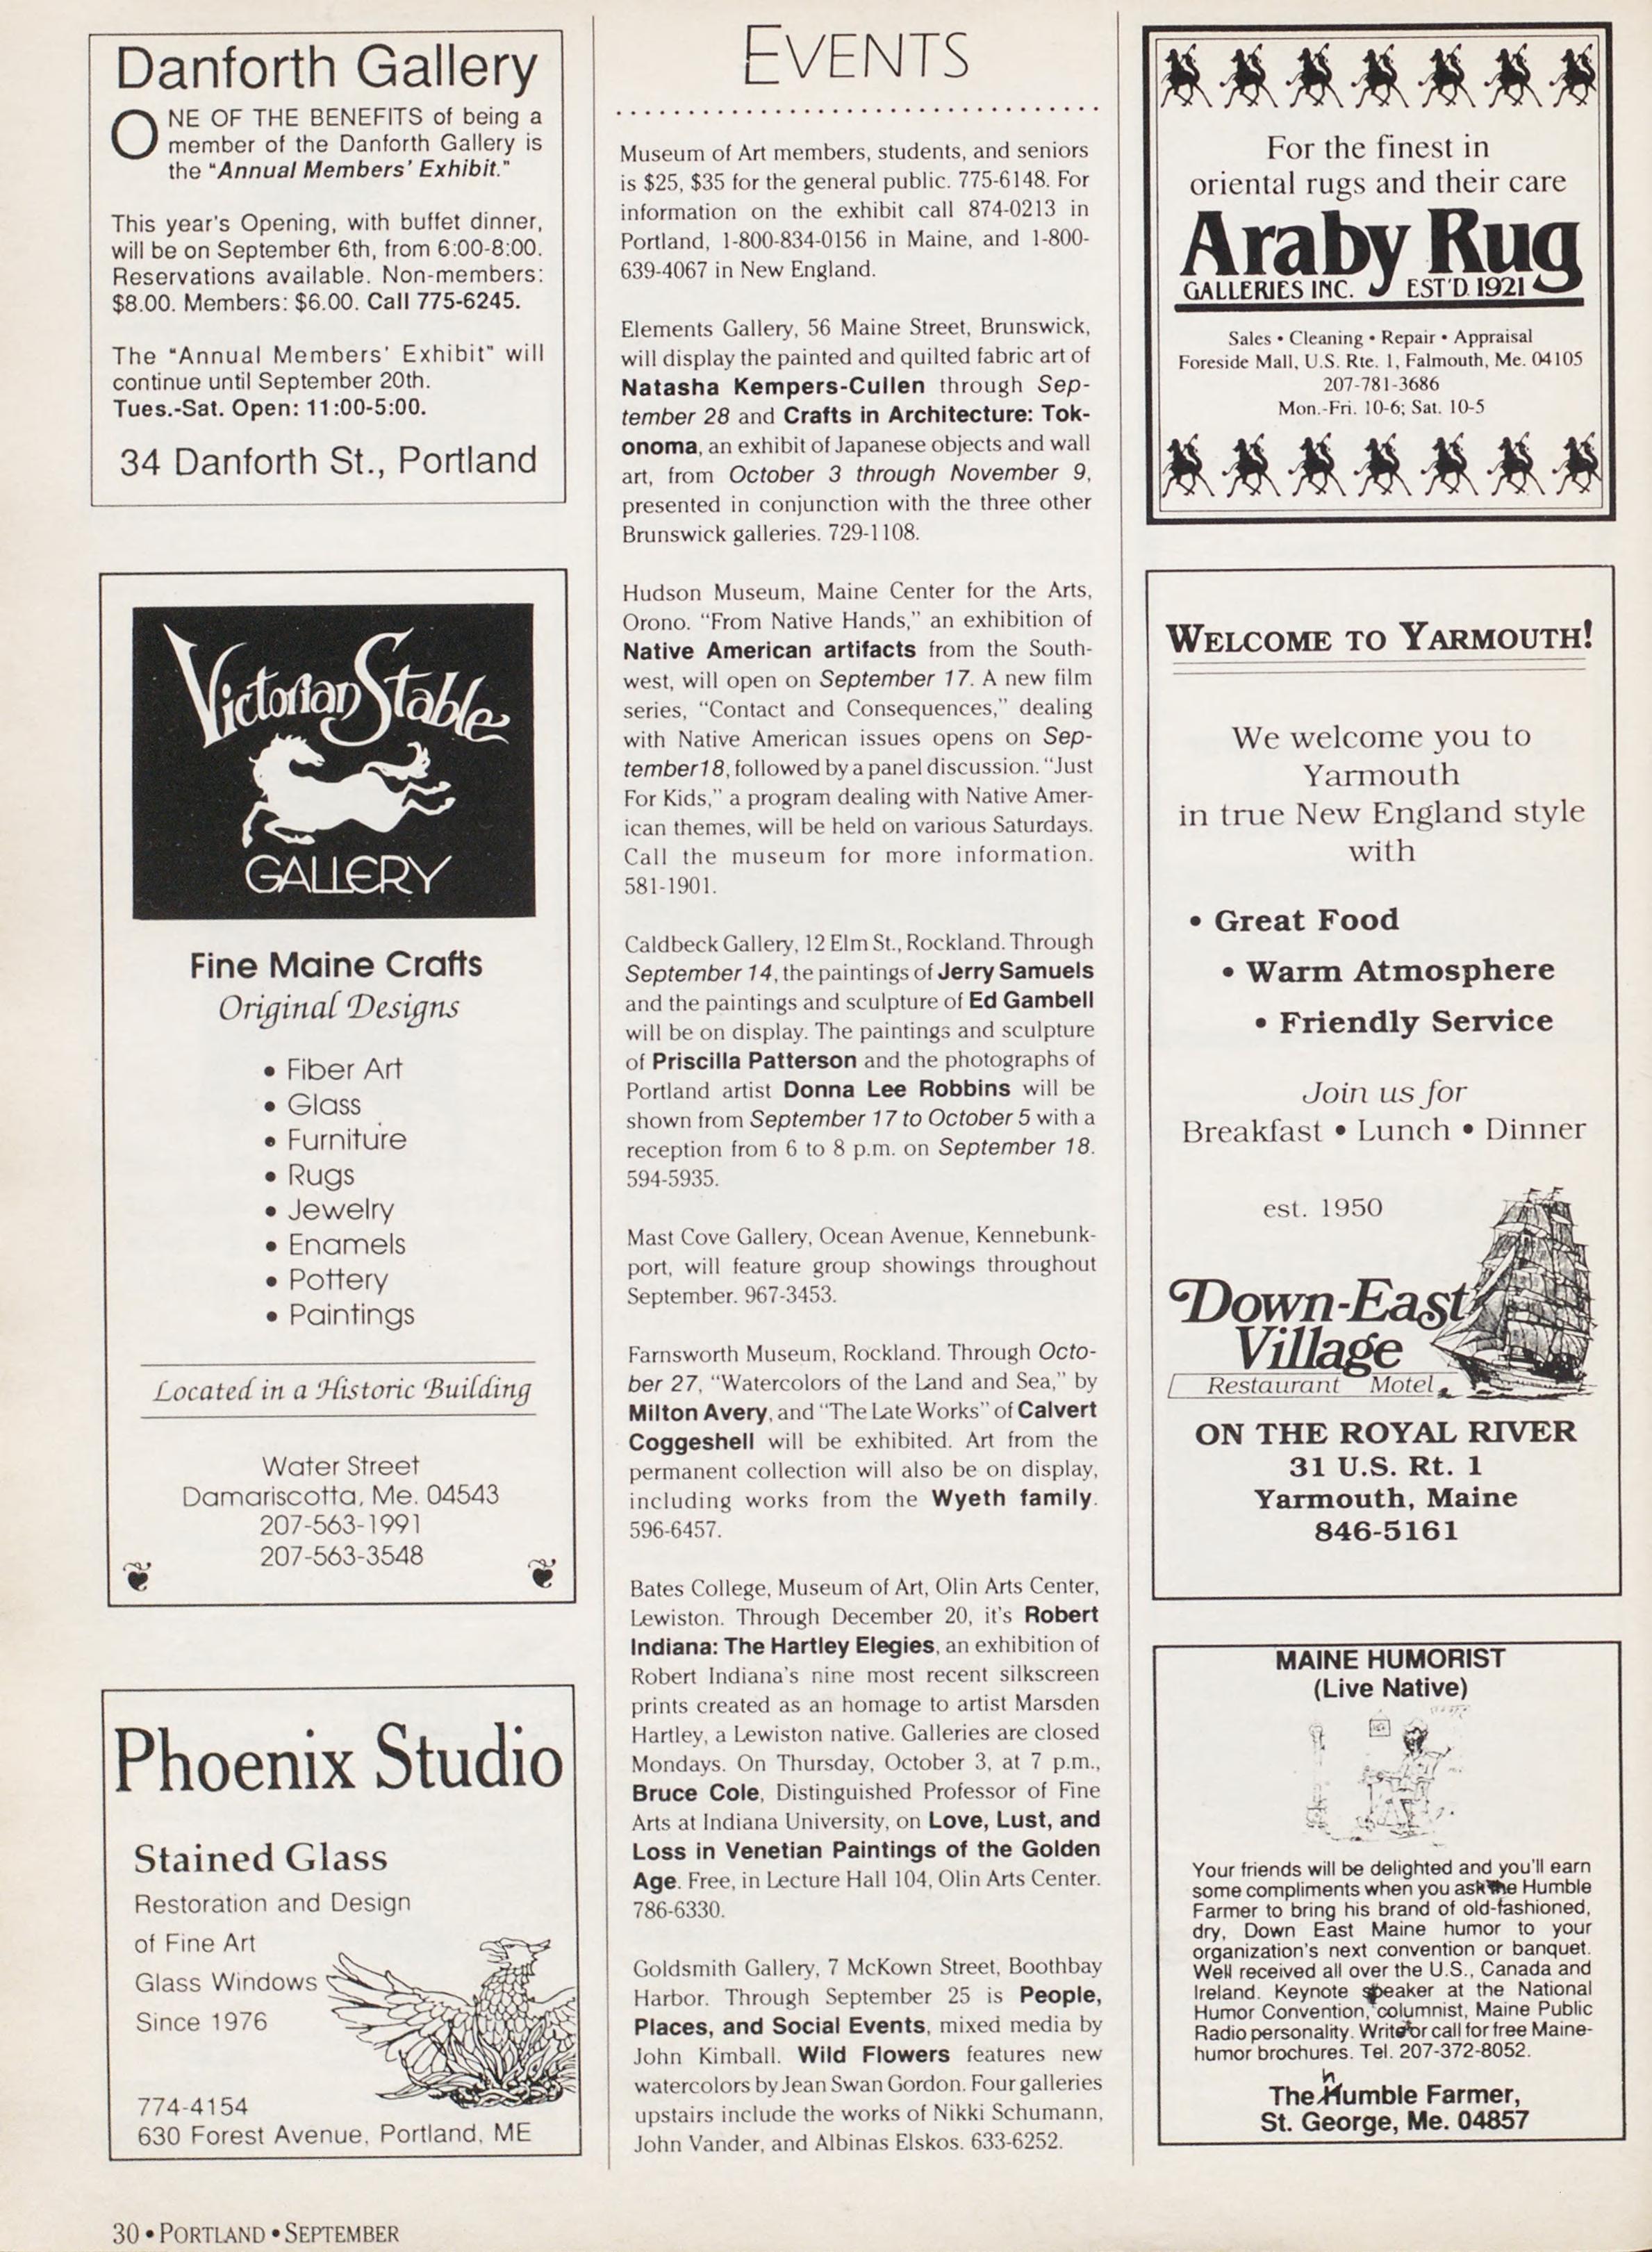 Danforth Gallery
ONE OF THE BENEFITS of being a
member of the Danforth Gallery is
the "Annual Members' Exhibit."
This year's Opening, with buffet dinner,
will be on September 6th, from 6:00-8:00.
Reservations available. Non-members:
$8.00. Members: $6.00. Call 775-6245.
The "Annual Members' Exhibit" will
continue until September 20th.
Tues.-Sat. Open: 11:00-5:00.
34 Danforth St., Portland
Victorian Stable
GALLERY
Fine Maine Crafts
Original Designs
• Fiber Art
• Glass
• Furniture
• Rugs
• Jewelry
• Enamels
• Pottery
• Paintings
Located in a Historic Building
Water Street
Damariscotta, Me. 04543
207-563-1991
207-563-3548
Phoenix Studio
Stained Glass
Restoration and Design
of Fine Art
Glass Windows
Since 1976
774-4154
630 Forest Avenue, Portland, ME
EVENTS
Museum of Art members, students, and seniors
is $25, $35 for the general public. 775-6148. For
information on the exhibit call 874-0213 in
Portland, 1-800-834-0156 in Maine, and 1-800-
639-4067 in New England.
Elements Gallery, 56 Maine Street, Brunswick,
will display the painted and quilted fabric art of
Natasha Kempers-Cullen through Sep-
tember 28 and Crafts in Architecture: Tok-
onoma, an exhibit of Japanese objects and wall
art, from October 3 through November 9,
presented in conjunction with the three other
Brunswick galleries. 729-1108.
Hudson Museum, Maine Center for the Arts,
Orono. "From Native Hands," an exhibition of
Native American artifacts from the South-
west, will open on September 17. A new film
series, "Contact and Consequences," dealing
with Native American issues opens on Sep-
tember18, followed by a panel discussion. "Just
For Kids," a program dealing with Native Amer-
ican themes, will be held on various Saturdays.
Call the museum for more information.
581-1901.
Caldbeck Gallery, 12 Elm St., Rockland. Through
September 14, the paintings of Jerry Samuels
and the paintings and sculpture of Ed Gambell
will be on display. The paintings and sculpture
of Priscilla Patterson and the photographs of
Portland artist Donna Lee Robbins will be
shown from September 17 to October 5 with a
reception from 6 to 8 p.m. on September 18.
594-5935.
Mast Cove Gallery, Ocean Avenue, Kennebunk-
port, will feature group showings throughout
September. 967-3453.
Farnsworth Museum, Rockland. Through Octo-
ber 27, "Watercolors of the Land and Sea," by
Milton Avery, and "The Late Works" of Calvert
Coggeshell will be exhibited. Art from the
permanent collection will also be on display,
including works from the Wyeth family.
596-6457.
Bates College, Museum of Art, Olin Arts Center,
Lewiston. Through December 20, it's Robert
Indiana: The Hartley Elegies, an exhibition of
Robert Indiana's nine most recent silkscreen
prints created as an homage to artist Marsden
Hartley, a Lewiston native. Galleries are closed
Mondays. On Thursday, October 3, at 7 p.m.,
Bruce Cole, Distinguished Professor of Fine
Arts at Indiana University, on Love, Lust, and
Loss in Venetian Paintings of the Golden
Age. Free, in Lecture Hall 104, Olin Arts Center.
786-6330.
Goldsmith Gallery, 7 McKown Street, Boothbay
Harbor. Through September 25 is People,
Places, and Social Events, mixed media by
John Kimball. Wild Flowers features new
watercolors by Jean Swan Gordon. Four galleries
upstairs include the works of Nikki Schumann,
John Vander, and Albinas Elskos. 633-6252.
For the finest in
oriental rugs and their care
Araby Rug
GALLERIES INC. EST'D. 1921
Sales • Cleaning • Repair • Appraisal
Foreside Mall, U.S. Rte. 1, Falmouth, Me. 04105
207-781-3686
Mon.-Fri. 10-6; Sat. 10-5
WELCOME TO YARMOUTH!
We welcome you to
Yarmouth
in true New England style
with
• Great Food
• Warm Atmosphere
• Friendly Service
Join us for
Breakfast • Lunch • Dinner
est. 1950
Down-East
Village
Restaurant Motel
ON THE ROYAL RIVER
31 U.S. Rt. 1
Yarmouth, Maine
846-5161
MAINE HUMORIST
(Live Native)
Your friends will be delighted and you'll earn
some compliments when you ask the Humble
Farmer to bring his brand of old-fashioned,
dry, Down East Maine humor to your
organization's next convention or banquet.
Well received all over the U.S., Canada and
Ireland. Keynote speaker at the National
Humor Convention, columnist, Maine Public
Radio personality. Write or call for free Maine-
humor brochures. Tel. 207-372-8052.
The humble Farmer,
St. George, Me. 04857
30 • PORTLAND • SEPTEMBER